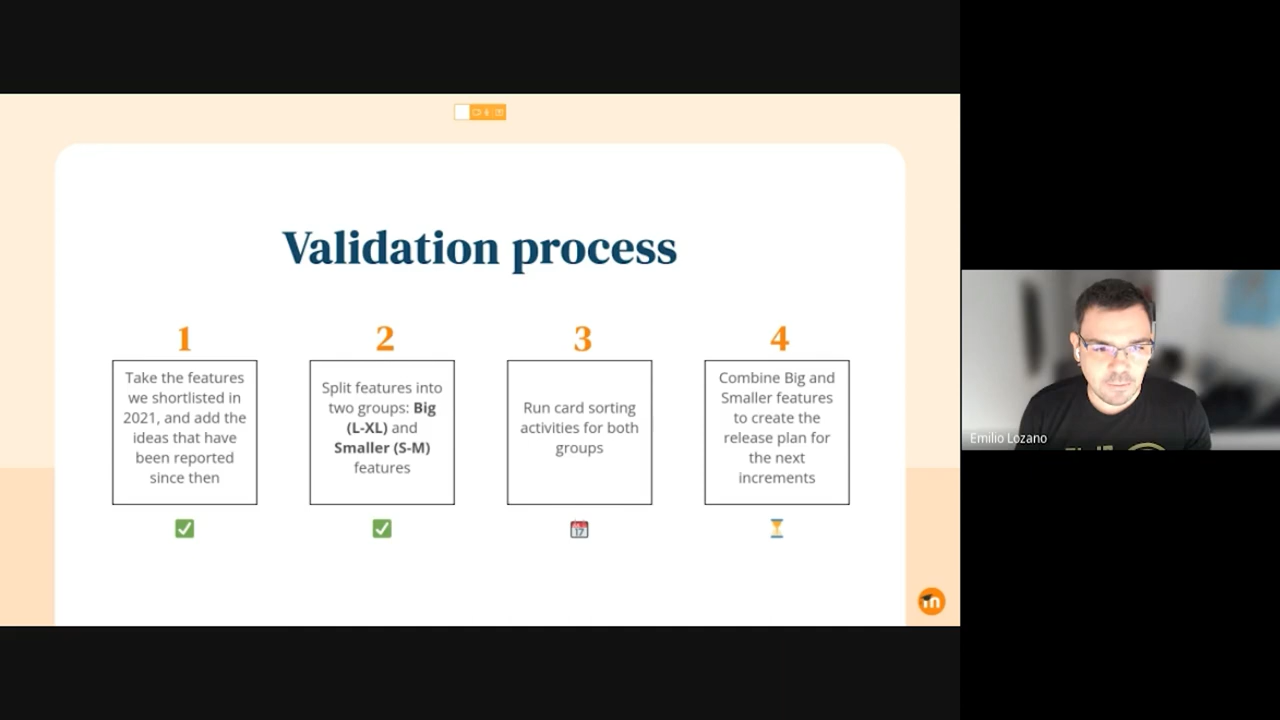 Validation process
1
Take the features
we shortlisted in
2021, and add the
ideas that have
been reported
since then
2
Split features into
two groups: Big
(L-XL) and
Smaller (S-M)
features
3
Run card sorting
activities for both
groups
17
4
Combine Big and
Smaller features
to create the
release plan for
the next
increments
m
Emilio Lozano